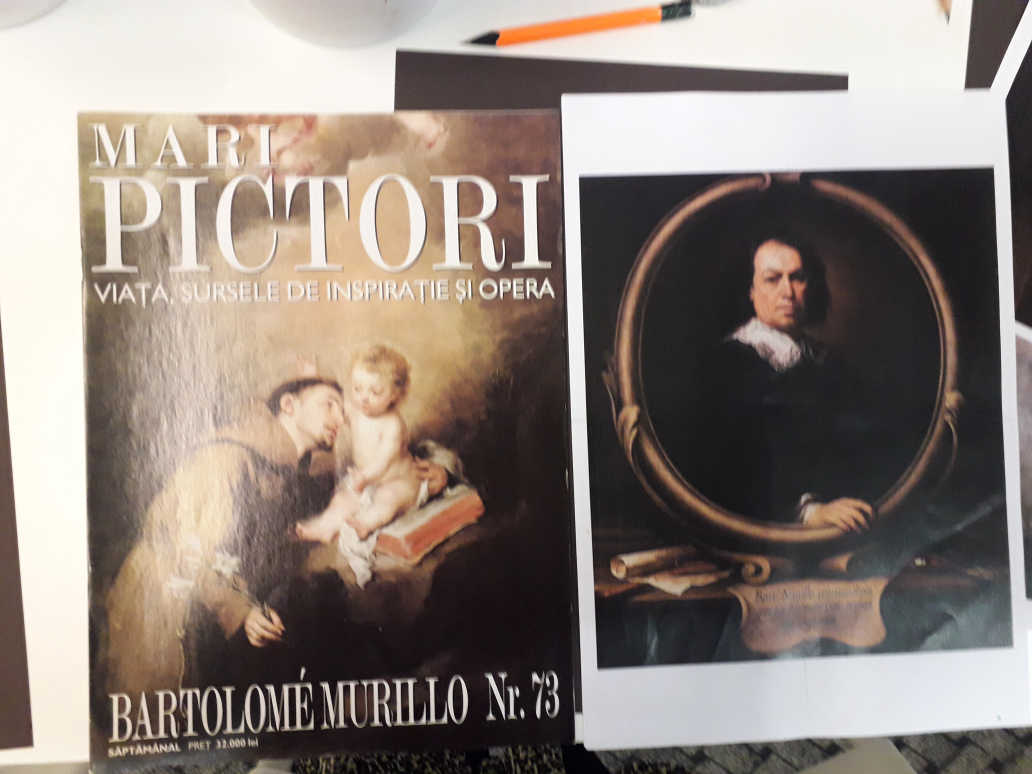 MARI
PICTORI
VIAȚA, SURSELE DE INSPIRAȚIE ȘI OPERA
BARTOLOMÉ MURILLO Nr. 73
SĂPTĂMÂNAL PREȚ 32.000 lei